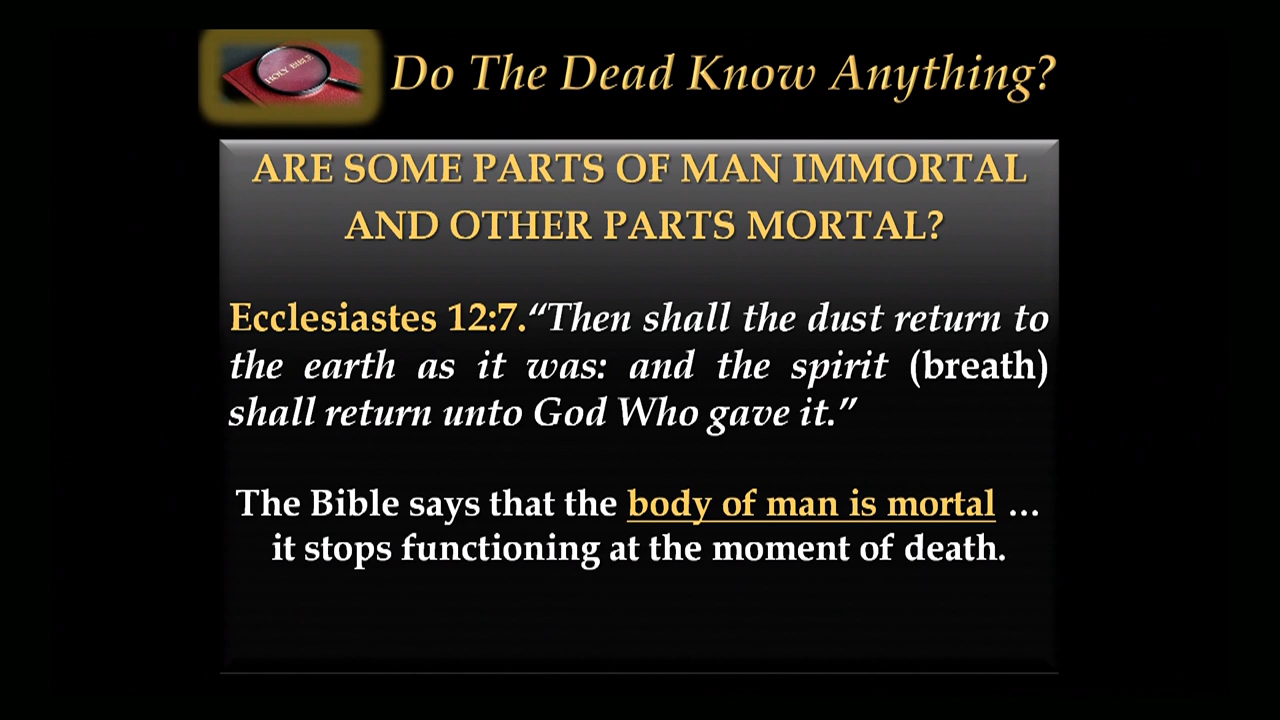 HOLY BIBLE
Do The Dead Know Anything?
ARE SOME PARTS OF MAN IMMORTAL
AND OTHER PARTS MORTAL?
Ecclesiastes 12:7.“Then shall the dust return to
the earth as it was: and the spirit (breath)
shall return unto God Who gave it.”
The Bible says that the body of man is mortal …
it stops functioning at the moment of death.